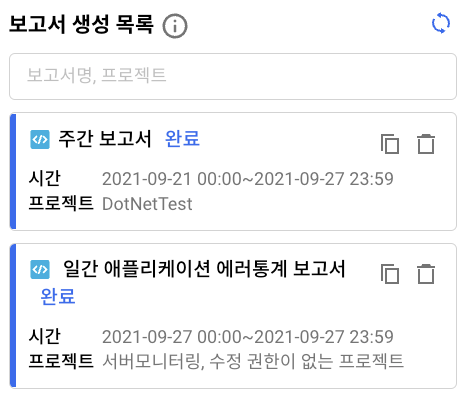 보고서 생성 목록
보고서명, 프로젝트
주간 보고서 완료
시간 2021-09-21 00:00~2021-09-27 23:59
프로젝트 DotNetTest
일간 애플리케이션 에러통계 보고서
완료
시간 2021-09-27 00:00~2021-09-27 23:59
프로젝트 서버모니터링, 수정 권한이 없는 프로젝트